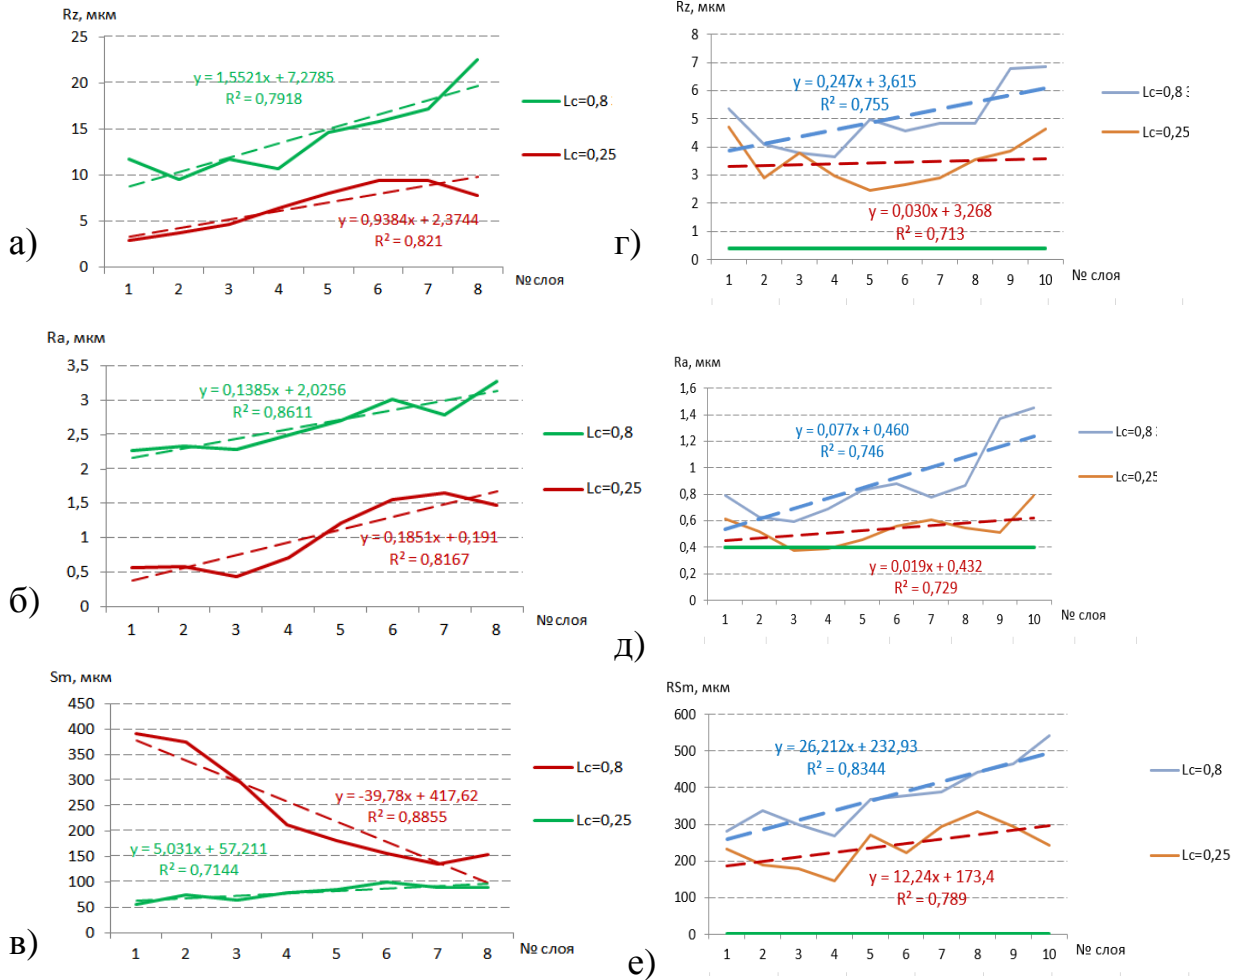 Rz, мкм
25
20
15
10
5
0
y = 1,5521x + 7,2785
R² = 0,7918
y = 0,9384x + 2,3744
R² = 0,821
Lc=0,8
Lc=0,25
1 2 3 4 5 6 7 8
№ слоя
а)
Rz, мкм
8
7
6
5
4
3
2
1
0
y = 0,247x + 3,615
R² = 0,755
y = 0,030x + 3,268
R² = 0,713
Lc=0,8
Lc=0,25
1 2 3 4 5 6 7 8 9 10
№ слоя
г)
Ra, мкм
3,5
3
2,5
2
1,5
1
0,5
0
y = 0,1385x + 2,0256
R² = 0,8611
y = 0,1851x + 0,191
R² = 0,8167
Lc=0,8
Lc=0,25
1 2 3 4 5 6 7 8
№ слоя
б)
Ra, мкм
1,6
1,4
1,2
1
0,8
0,6
0,4
0,2
0
y = 0,077x + 0,460
R² = 0,746
y = 0,019x + 0,432
R² = 0,729
Lc=0,8
Lc=0,25
1 2 3 4 5 6 7 8 9 10
№ слоя
д)
Sm, мкм
450
400
350
300
250
200
150
100
50
0
y = -39,78x + 417,62
R² = 0,8855
y = 5,031x + 57,211
R² = 0,7144
Lc=0,8
Lc=0,25
1 2 3 4 5 6 7 8
№ слоя
в)
RSm, мкм
600
500
400
300
200
100
0
y = 26,212x + 232,93
R² = 0,8344
y = 12,24x + 173,4
R² = 0,789
Lc=0,8
Lc=0,25
1 2 3 4 5 6 7 8 9 10
№ слоя
е)